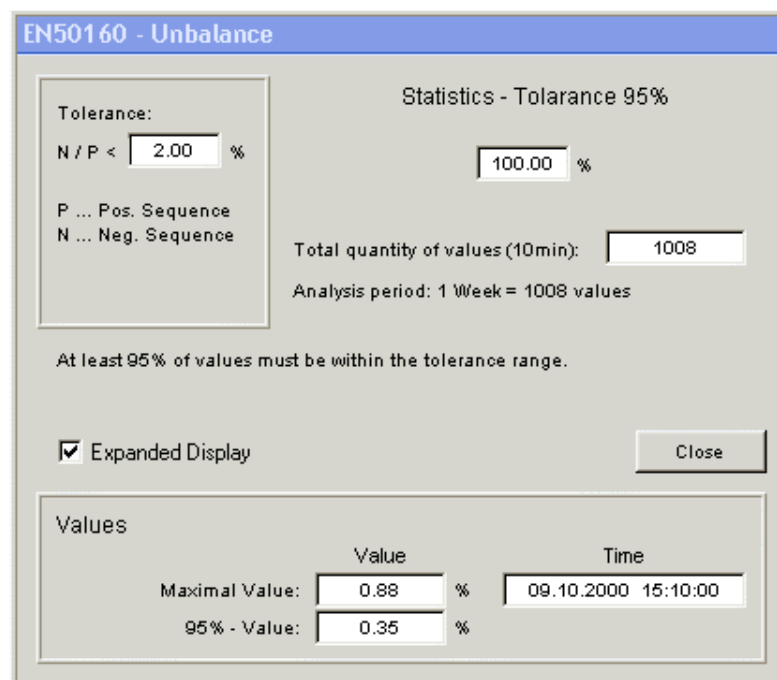 EN50160 - Unbalance
Tolerance:
N / P < 2.00 %
P ... Pos. Sequence
N ... Neg. Sequence
Statistics - Tolarance 95%
100.00 %
Total quantity of values (10min): 1008
Analysis period: 1 Week = 1008 values
At least 95% of values must be within the tolerance range.
Expanded Display
Close
Values
Value Time
Maximal Value: 0.88 % 09.10.2000 15:10:00
95% - Value: 0.35 %